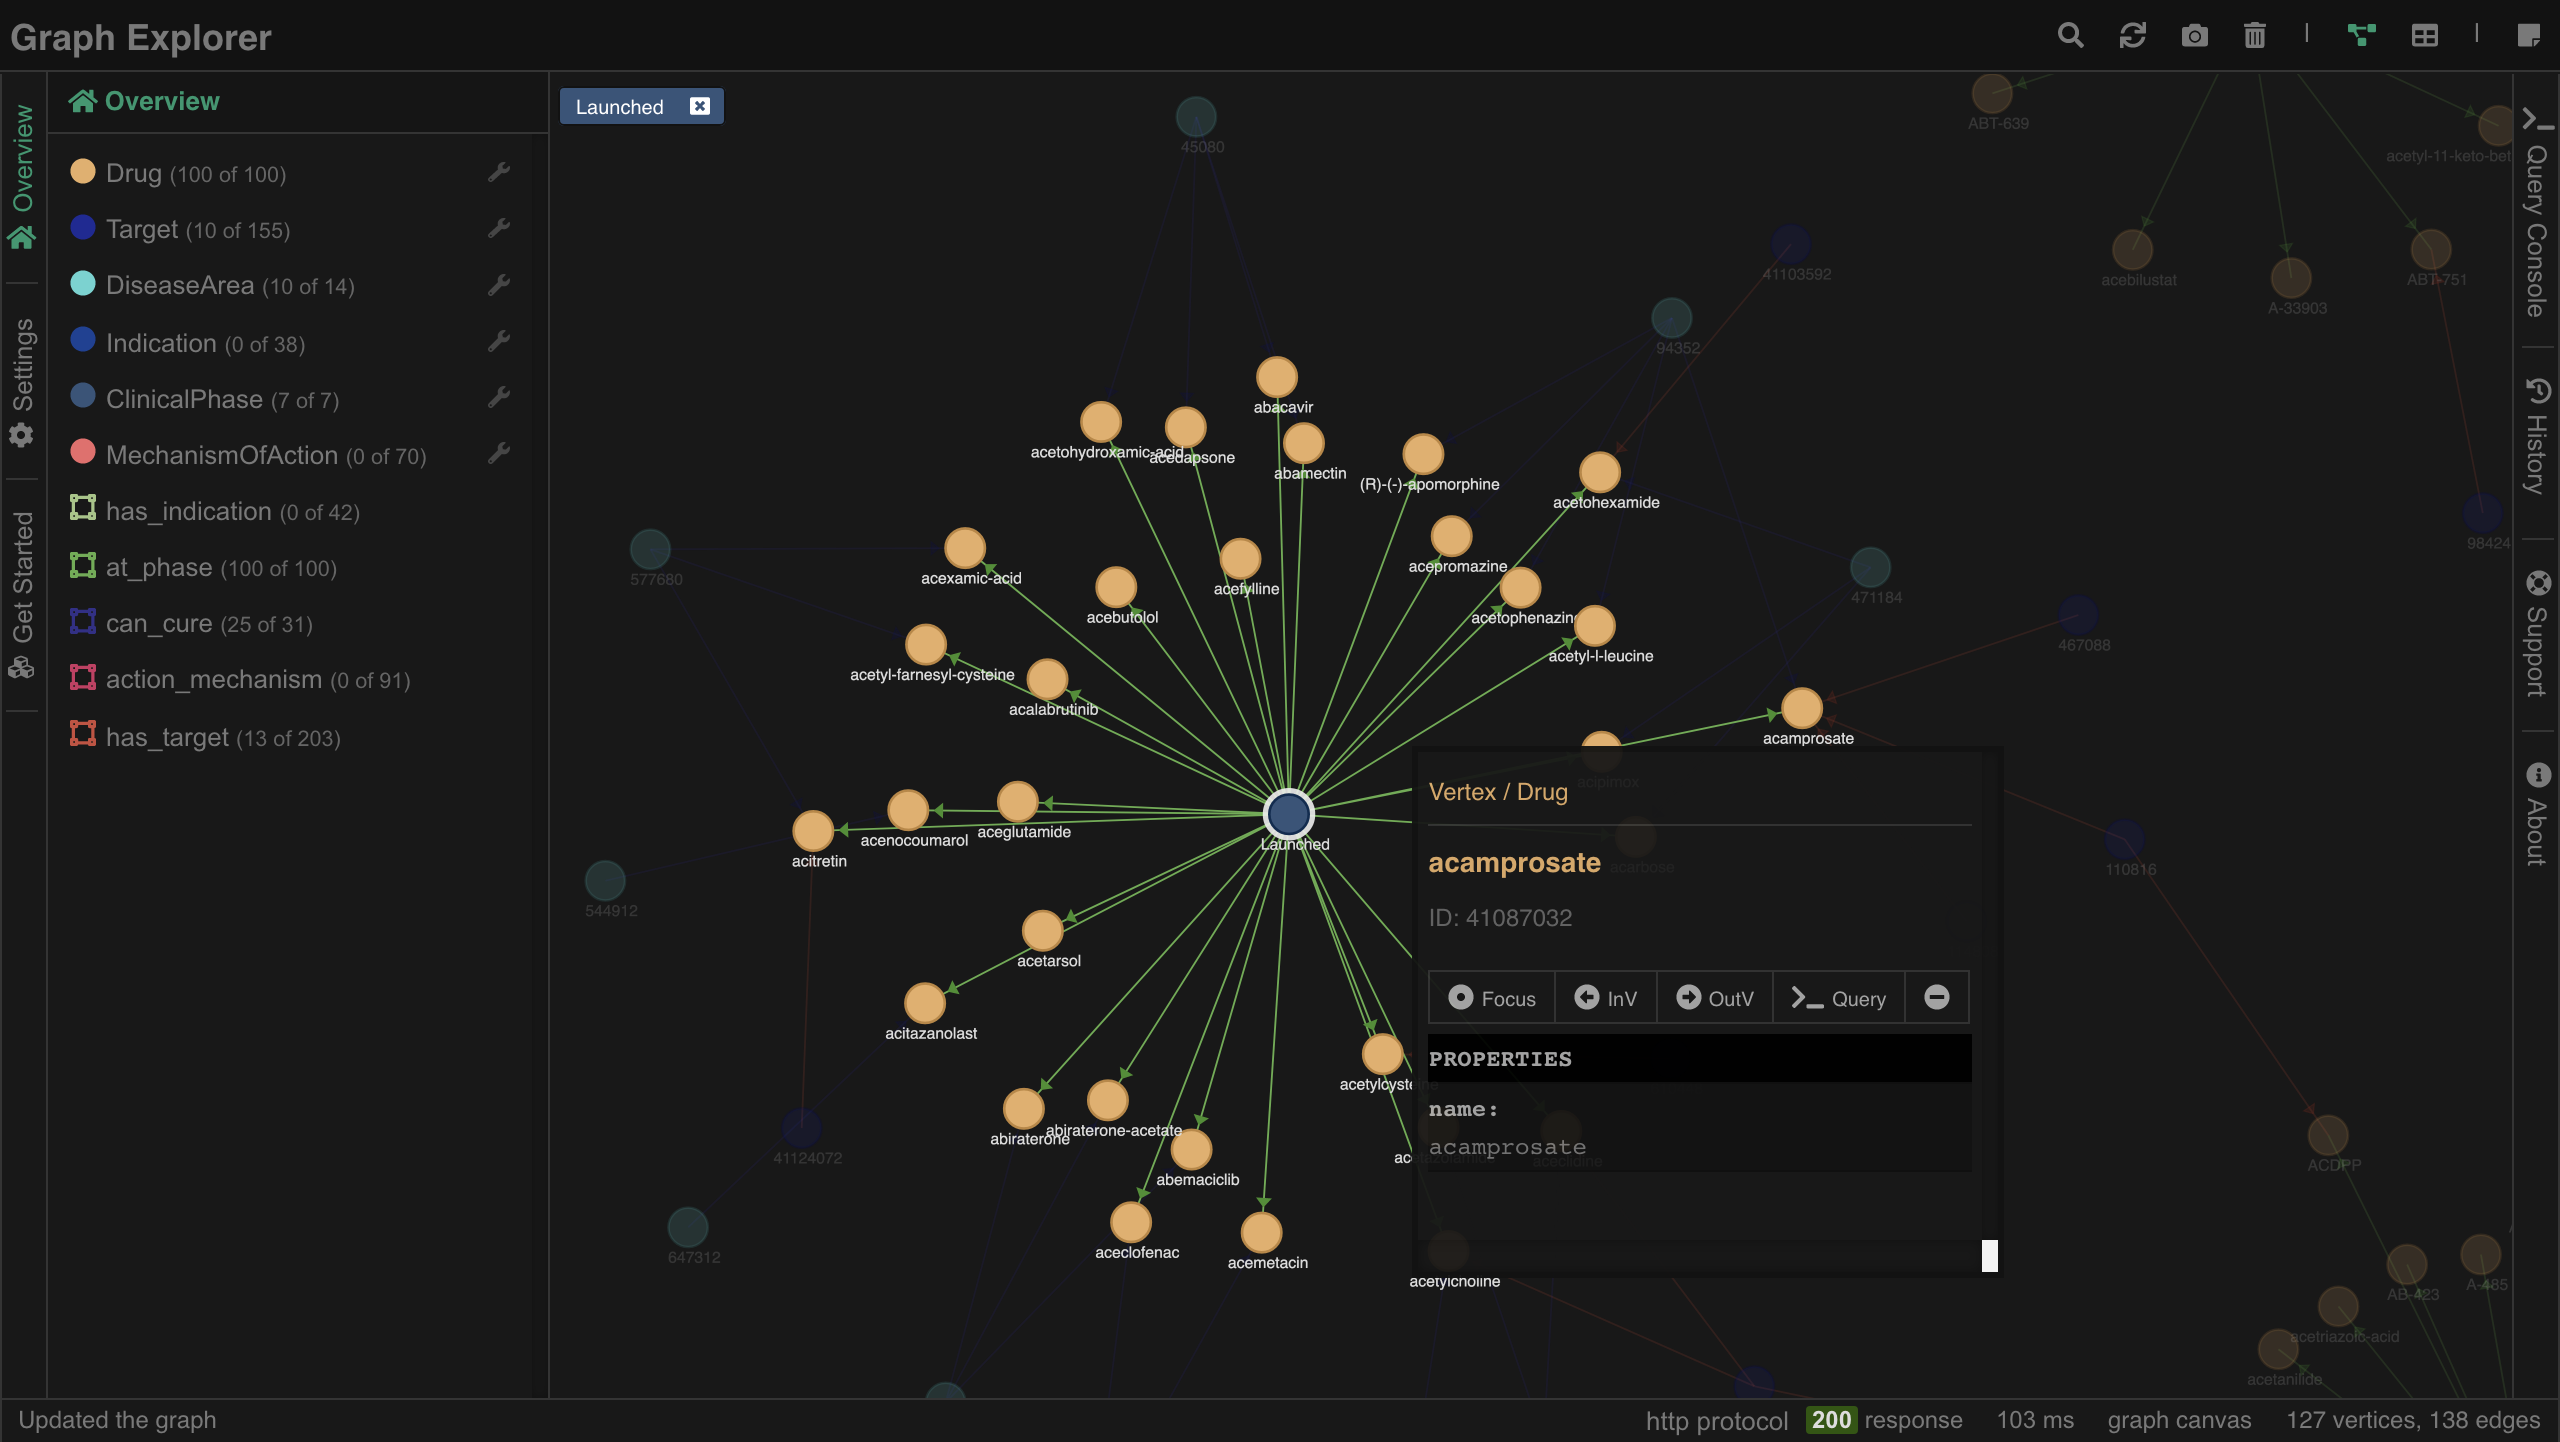 Graph Explorer
Overview
Settings
Get Started
Overview
Drug (100 of 100)
Target (10 of 155)
DiseaseArea (10 of 14)
Indication (0 of 38)
ClinicalPhase (7 of 7)
MechanismOfAction (0 of 70)
has_indication (0 of 42)
at_phase (100 of 100)
can_cure (25 of 31)
action_mechanism (0 of 91)
has_target (13 of 203)
Launched
45080
ABT-639
acetyl-11-keto-bet
41103592
acebilustat
A-33903
ABT-751
94352
abacavir
acetohydroxamic-acid
acedapsone
abamectin
(R)-(-)-apomorphine
acetohexamide
98424
577680
acexamic-acid
acefylline
acepromazine
acebutolol
acetophenazin
471184
acetyl-l-leucine
467088
acetyl-farnesyl-cysteine
acalabrutinib
acamprosate
acipimox
acitretin
acenocoumarol
aceglutamide
Launched
acarbose
110816
544912
acetarsol
acitazanolast
abiraterone
abiraterone-acetate
abemaciclib
acetylcyste
aceclidine
41124072
ACDPP
647312
aceclofenac
acemetacin
acetylcholine
AB-423
A-485
acetriazoic-acid
acetanilide
Vertex / Drug
acamprosate
ID: 41087032
Focus
InV
OutV
Query
PROPERTIES
name:
acamprosate
Query Console
History
Support
About
Updated the graph
http protocol 200 response 103 ms graph canvas 127 vertices, 138 edges